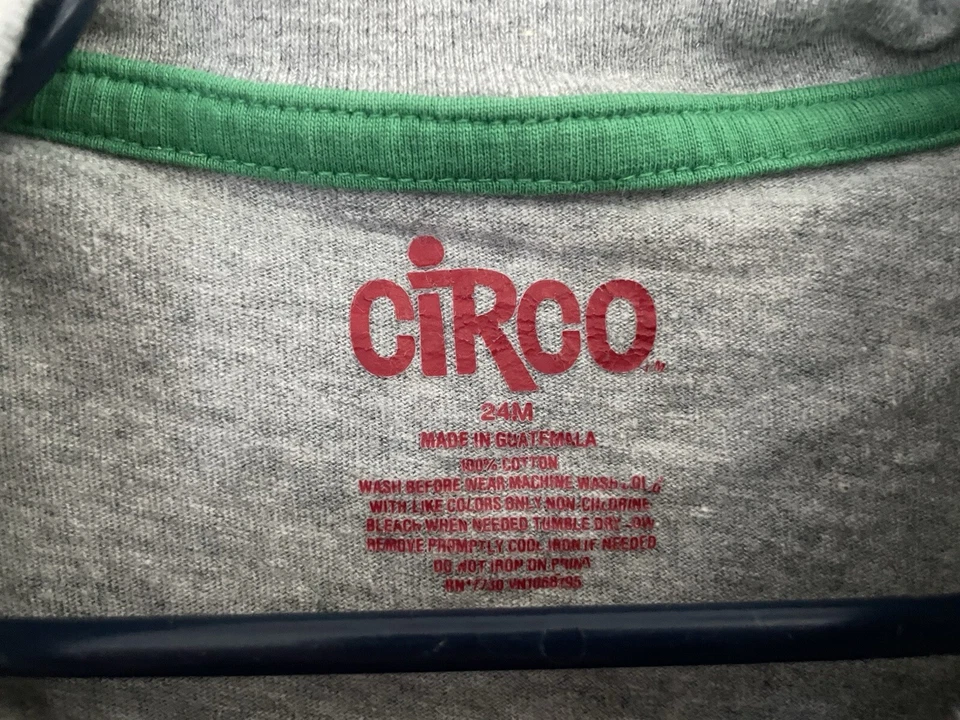 CiRCO
24M
MADE IN GUATEMALA
100% COTTON
WASH BEFORE WEAR MACHINE WASH
WITH LIKE COLORS ONLY NON-CHLORINE
BLEACH WHEN NEEDED TUMBLE DRY
REMOVE PROMPTLY COOL IRON IF NEEDED
DO NOT IRON ON PRINT